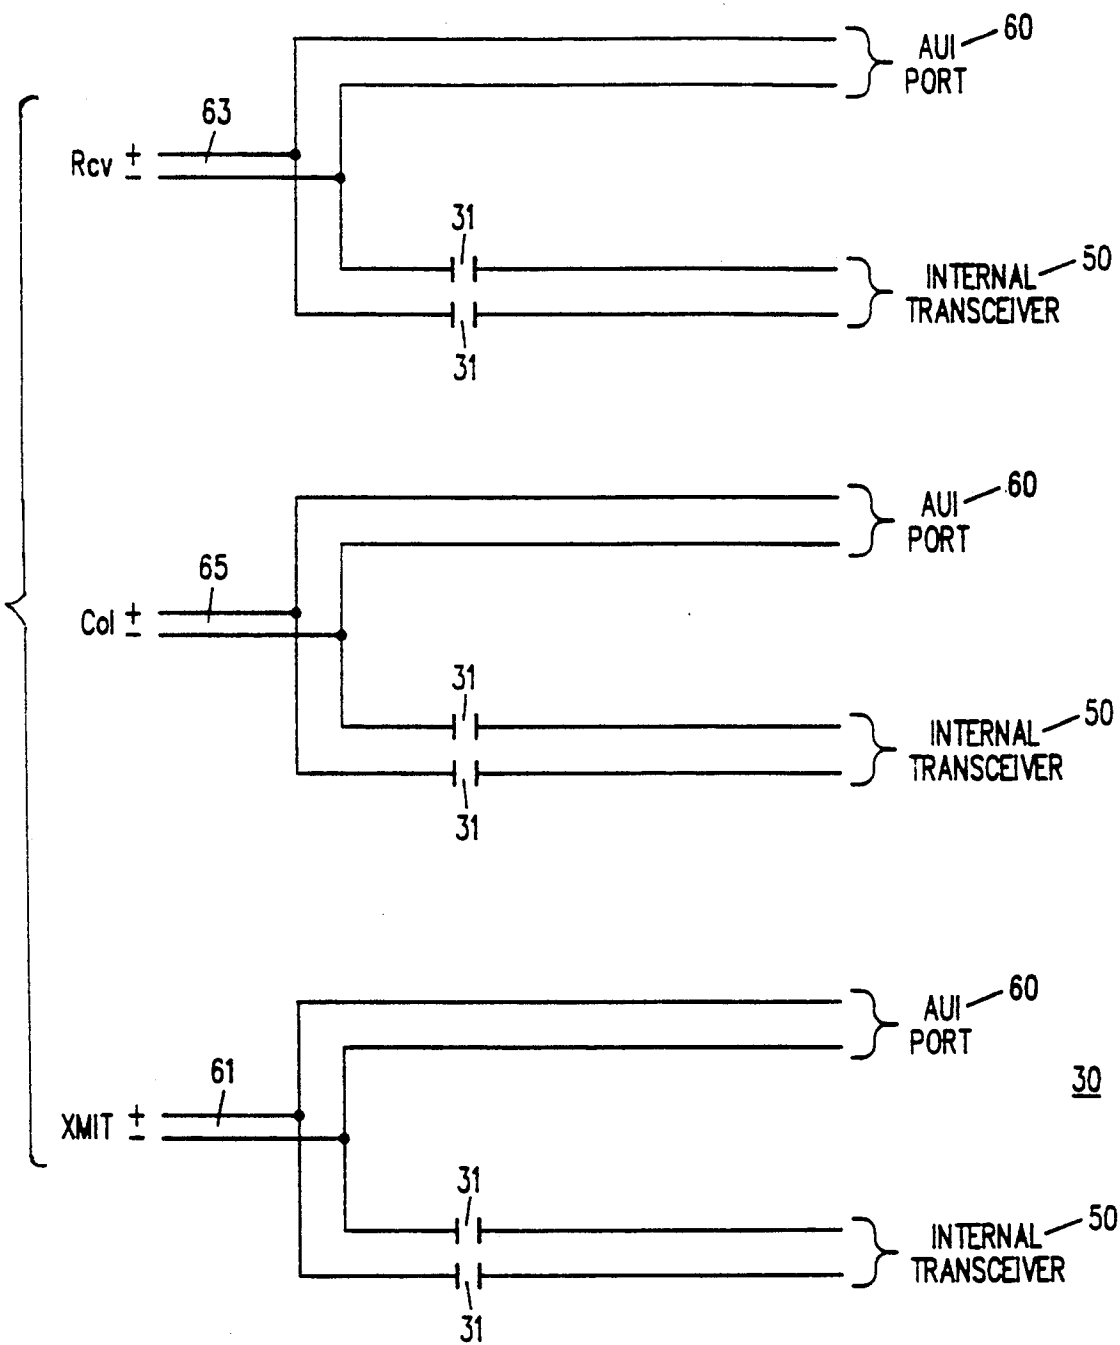 AUI 60
PORT
63
Rcv +
-
31
INTERNAL 50
TRANSCEIVER
31
AUI 60
PORT
65
Col +
-
31
INTERNAL 50
TRANSCEIVER
31
AUI 60
PORT
61
XMIT +
-
30
31
INTERNAL 50
TRANSCEIVER
31